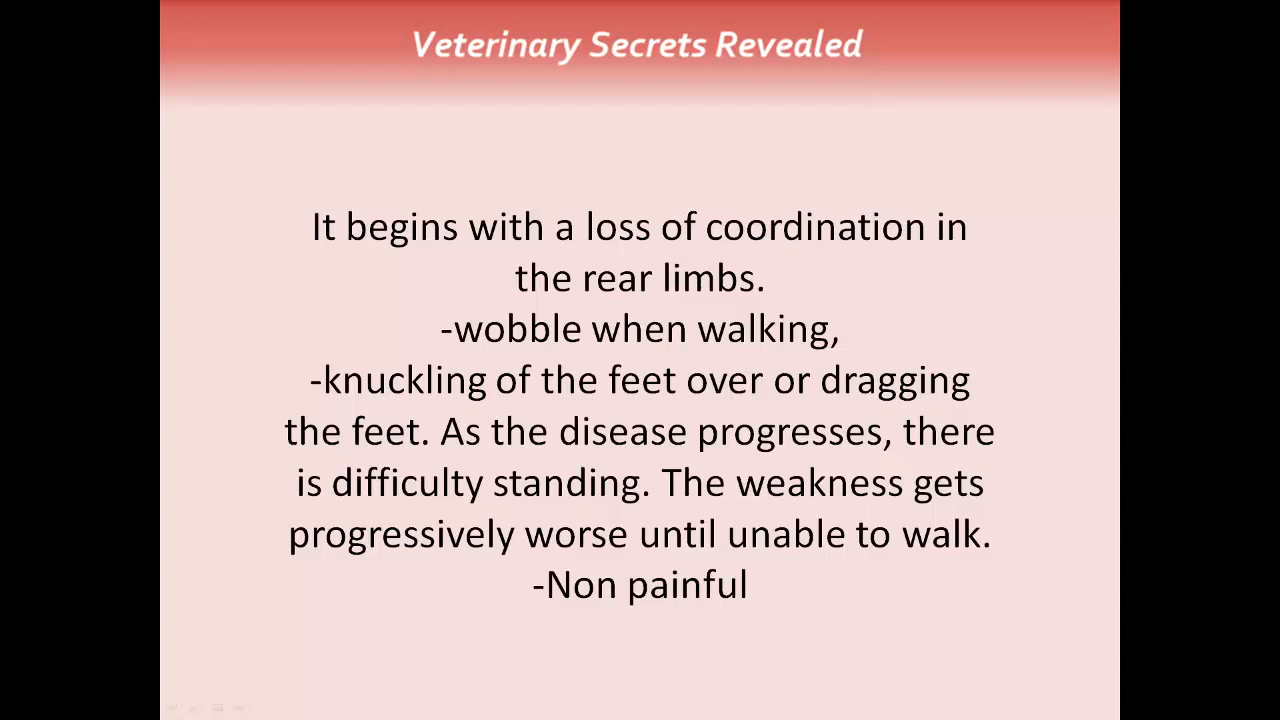 Veterinary Secrets Revealed
It begins with a loss of coordination in
the rear limbs.
-wobble when walking,
-knuckling of the feet over or dragging
the feet. As the disease progresses, there
is difficulty standing. The weakness gets
progressively worse until unable to walk.
-Non painful